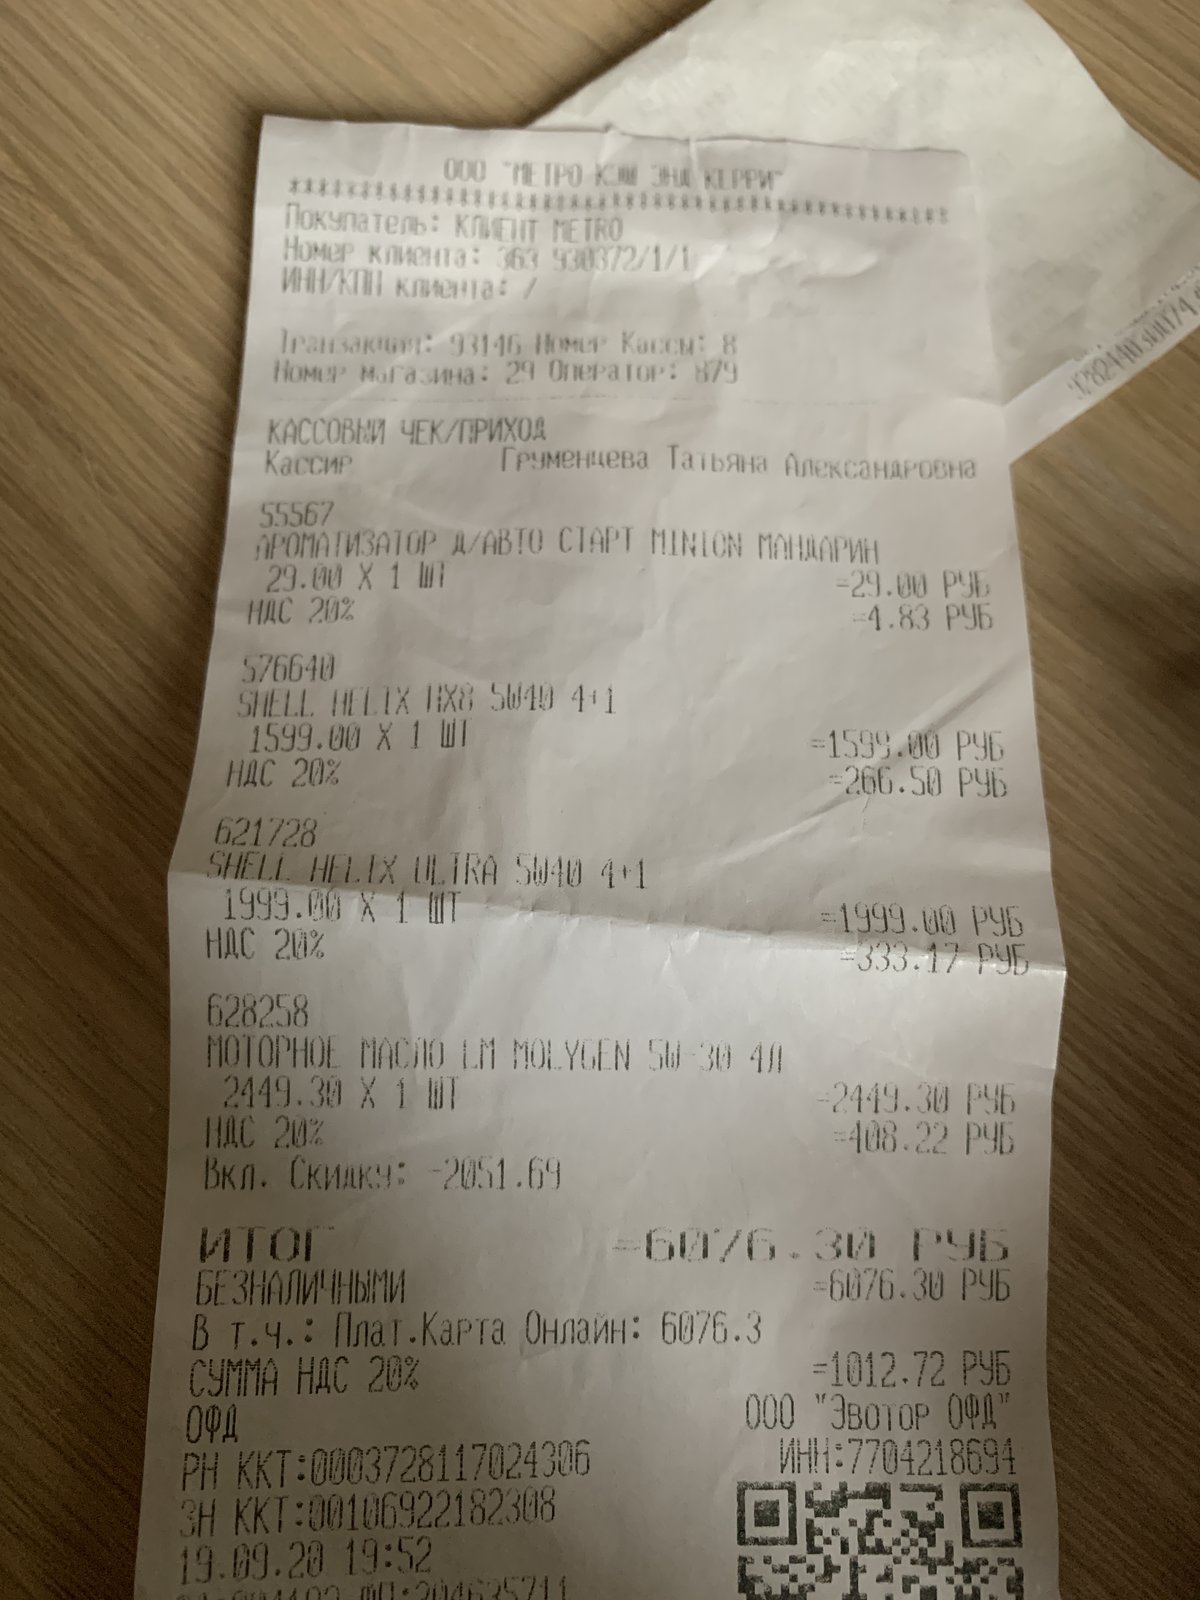 ООО "МЕТРО КЭШ ЭНД КЕРРИ"
Покупатель: КЛИЕНТ METRO
Номер клиента: 363 930372/1/1
ИНН/КПП клиента: /
Транзакция: 93146 Номер Кассы: 8
Номер магазина: 29 Оператор: 879
КАССОВЫЙ ЧЕК/ПРИХОД
Кассир Груменцева Татьяна Александровна
55567
АРОМАТИЗАТОР Д/АВТО СТАРТ MINION МАНДАРИН
29.00 X 1 ШТ =29.00 РУБ
НДС 20% =4.83 РУБ
576640
SHELL HELIX HX8 5W40 4+1
1599.00 X 1 ШТ =1599.00 РУБ
НДС 20% =266.50 РУБ
621728
SHELL HELIX ULTRA 5W40 4+1
1999.00 X 1 ШТ =1999.00 РУБ
НДС 20% =333.17 РУБ
628258
МОТОРНОЕ МАСЛО LM MOLYGEN 5W-30 4Л
2449.30 X 1 ШТ =2449.30 РУБ
НДС 20% =408.22 РУБ
Вкл. Скидку: -2051.69
ИТОГ =6076.30 РУБ
БЕЗНАЛИЧНЫМИ =6076.30 РУБ
В т.ч.: Плат.Карта Онлайн: 6076.3
СУММА НДС 20% =1012.72 РУБ
ОФД ООО "Эвотор ОФД"
РН ККТ:0003728117024306 ИНН:7704218694
ЗН ККТ:00106922182308
19.09.20 19:52